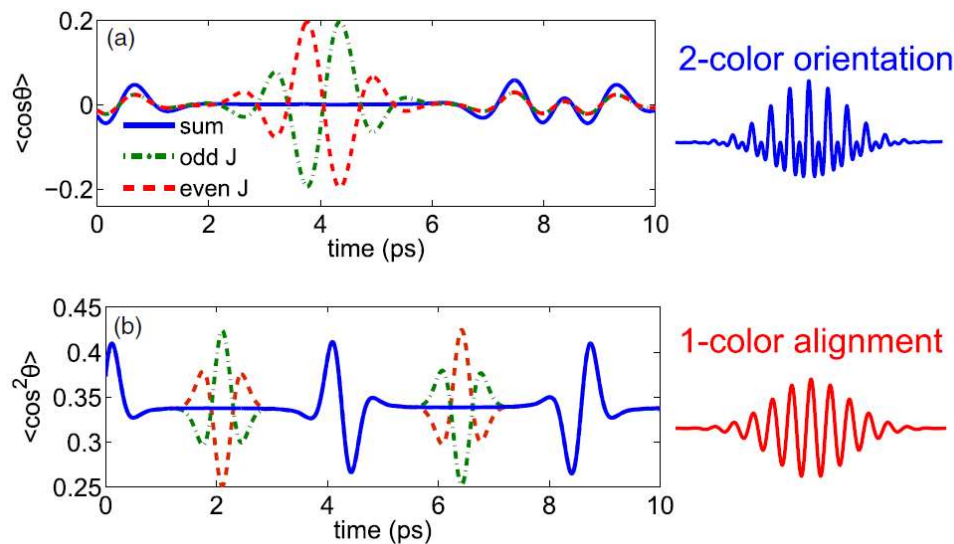 0.2
(a)
2-color orientation
<cosθ>
0
sum
odd J
even J
−0.2
0 2 4 6 8 10
time (ps)
0.45
(b)
1-color alignment
0.4
<cos²θ>
0.35
0.3
0.25
0 2 4 6 8 10
time (ps)